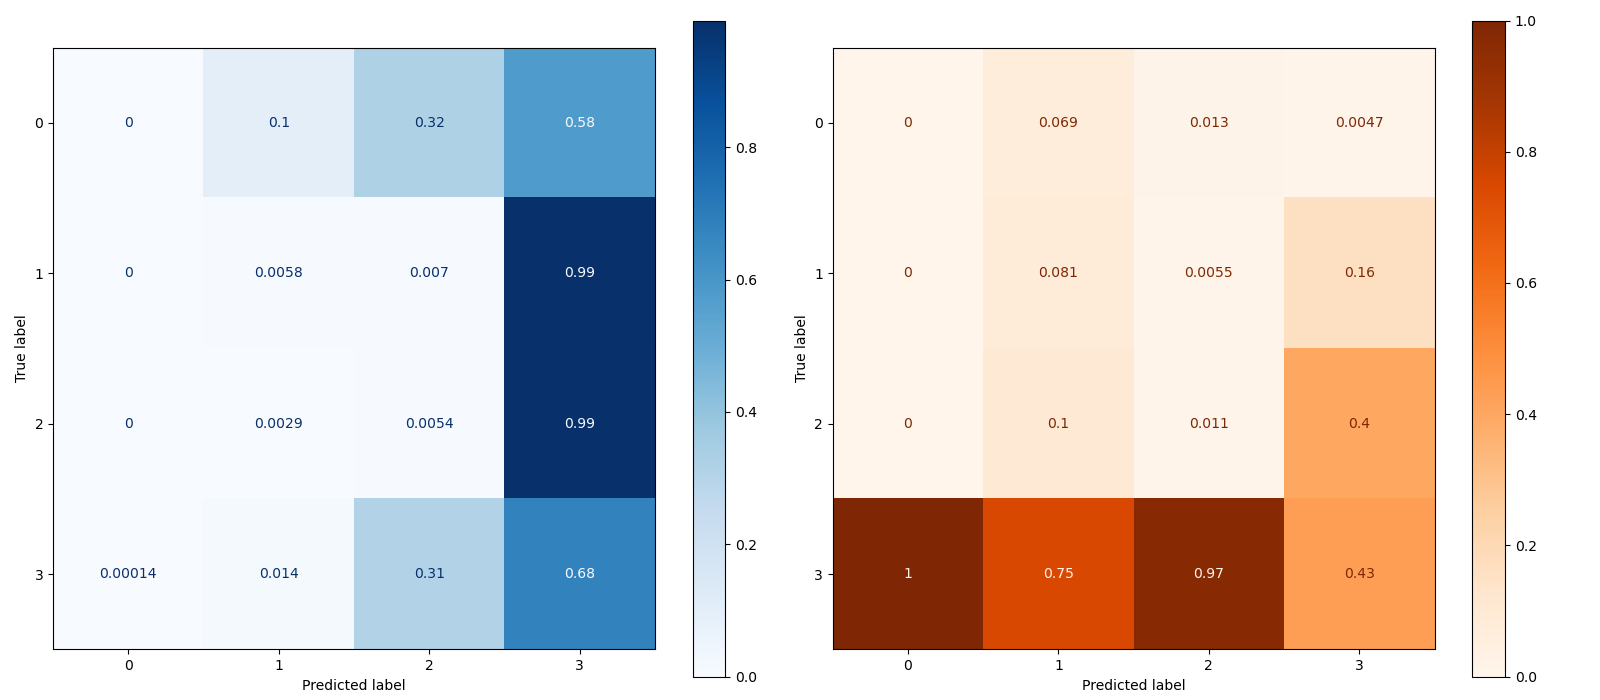 0 0 0.1 0.32 0.58
1 0 0.0058 0.007 0.99
2 0 0.0029 0.0054 0.99
3 0.00014 0.014 0.31 0.68
0 1 2 3
Predicted label
True label
0.8
0.6
0.4
0.2
0.0
0 0 0.069 0.013 0.0047
1 0 0.081 0.0055 0.16
2 0 0.1 0.011 0.4
3 1 0.75 0.97 0.43
0 1 2 3
Predicted label
True label
1.0
0.8
0.6
0.4
0.2
0.0